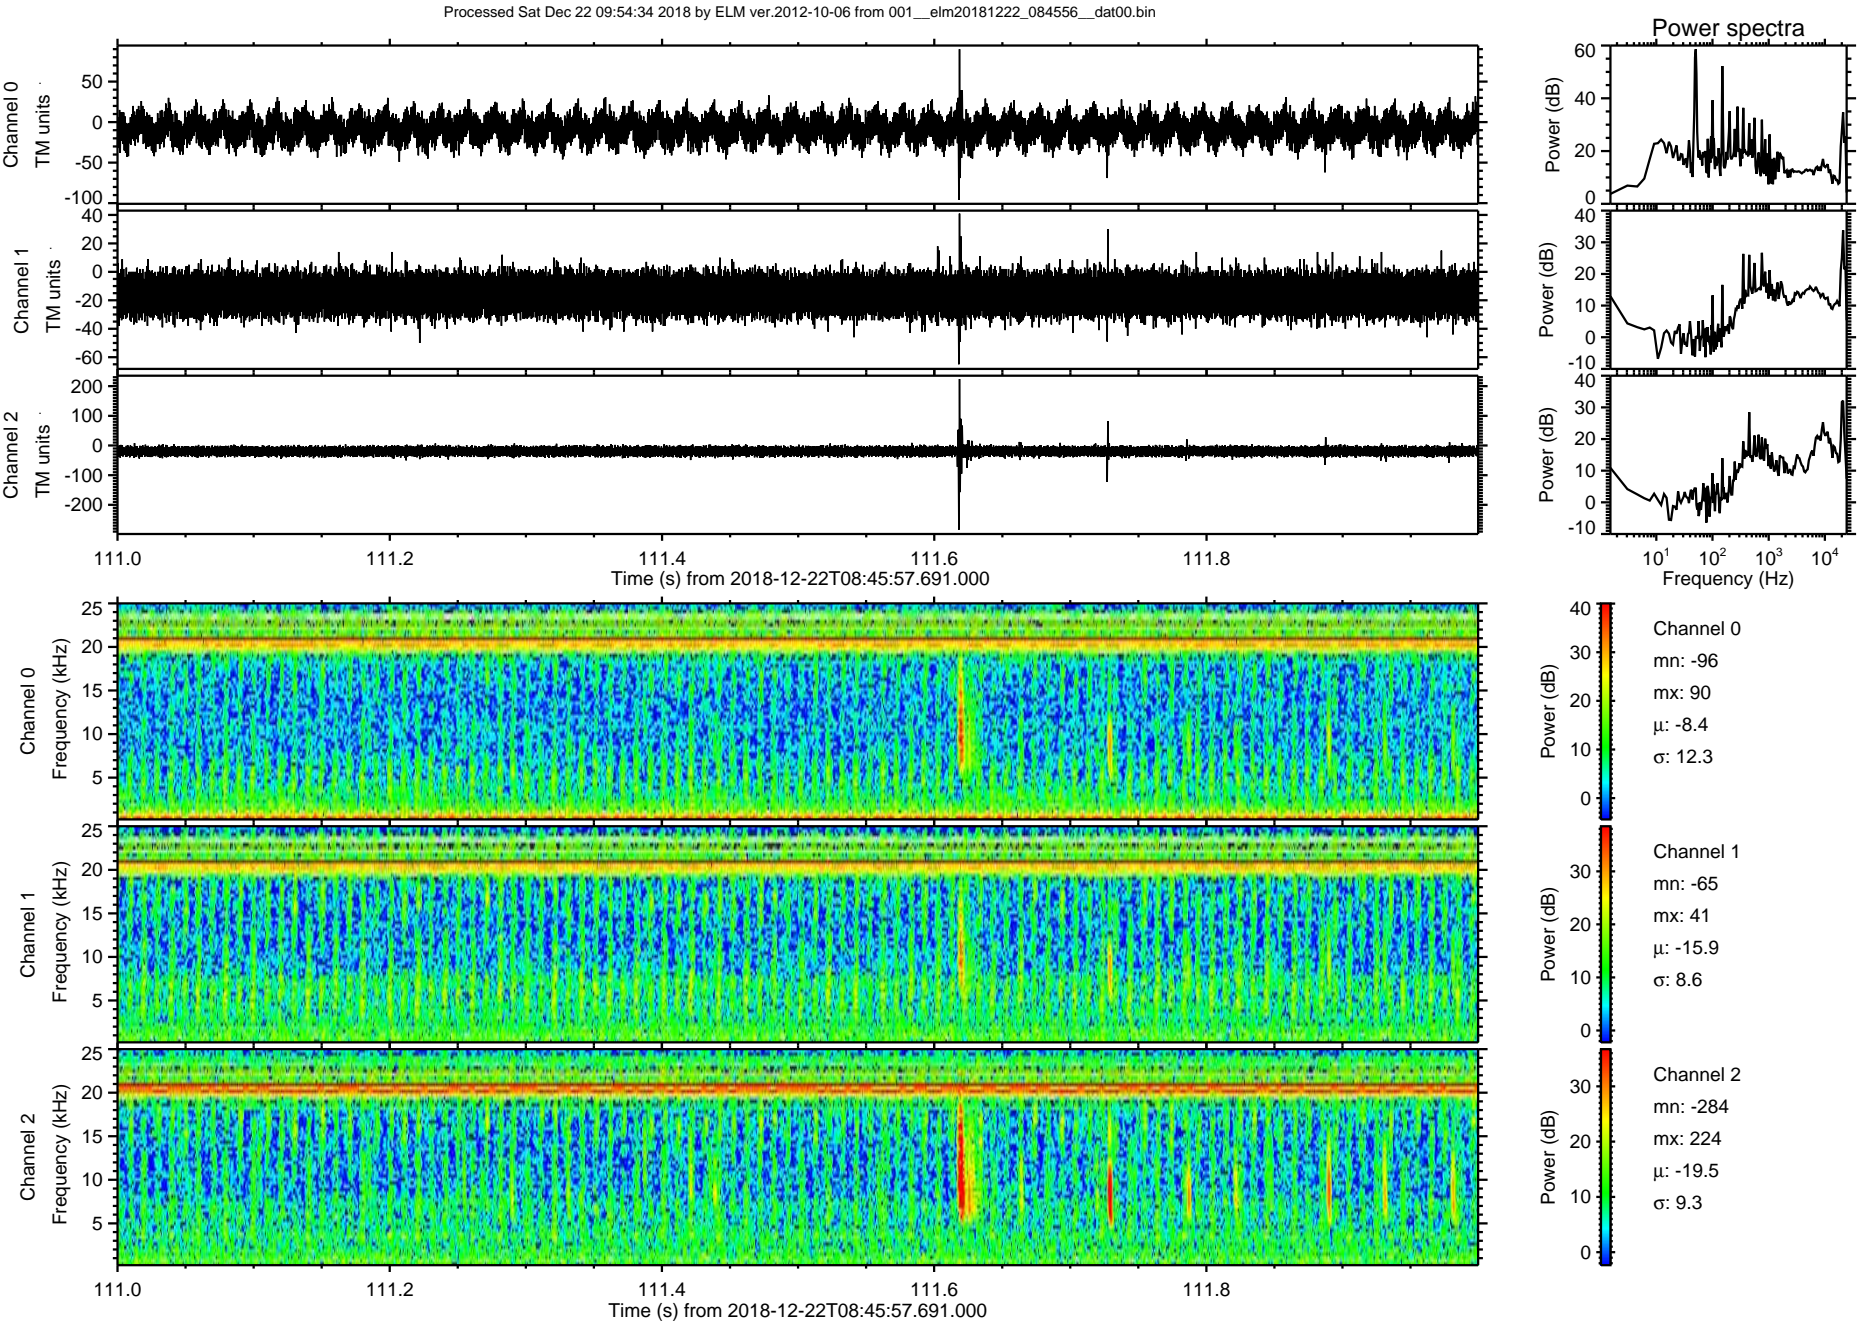 Processed Sat Dec 22 09:54:34 2018 by ELM ver.2012-10-06 from 001__elm20181222_084556__dat00.bin
Power spectra
Channel 0
TM units
50
0
-50
-100
Power (dB)
60
40
20
0
Channel 1
TM units
40
20
0
-20
-40
-60
Power (dB)
40
30
20
10
0
-10
Channel 2
TM units
200
100
0
-100
-200
Power (dB)
40
30
20
10
0
-10
111.0 111.2 111.4 111.6 111.8
Time (s) from 2018-12-22T08:45:57.691.000
10¹ 10² 10³ 10⁴
Frequency (Hz)
Channel 0
Frequency (kHz)
25
20
15
10
5
Power (dB)
40
30
20
10
0
Channel 0
mn: -96
mx: 90
μ: -8.4
σ: 12.3
Channel 1
Frequency (kHz)
25
20
15
10
5
Power (dB)
30
20
10
0
Channel 1
mn: -65
mx: 41
μ: -15.9
σ: 8.6
Channel 2
Frequency (kHz)
25
20
15
10
5
Power (dB)
30
20
10
0
Channel 2
mn: -284
mx: 224
μ: -19.5
σ: 9.3
111.0 111.2 111.4 111.6 111.8
Time (s) from 2018-12-22T08:45:57.691.000